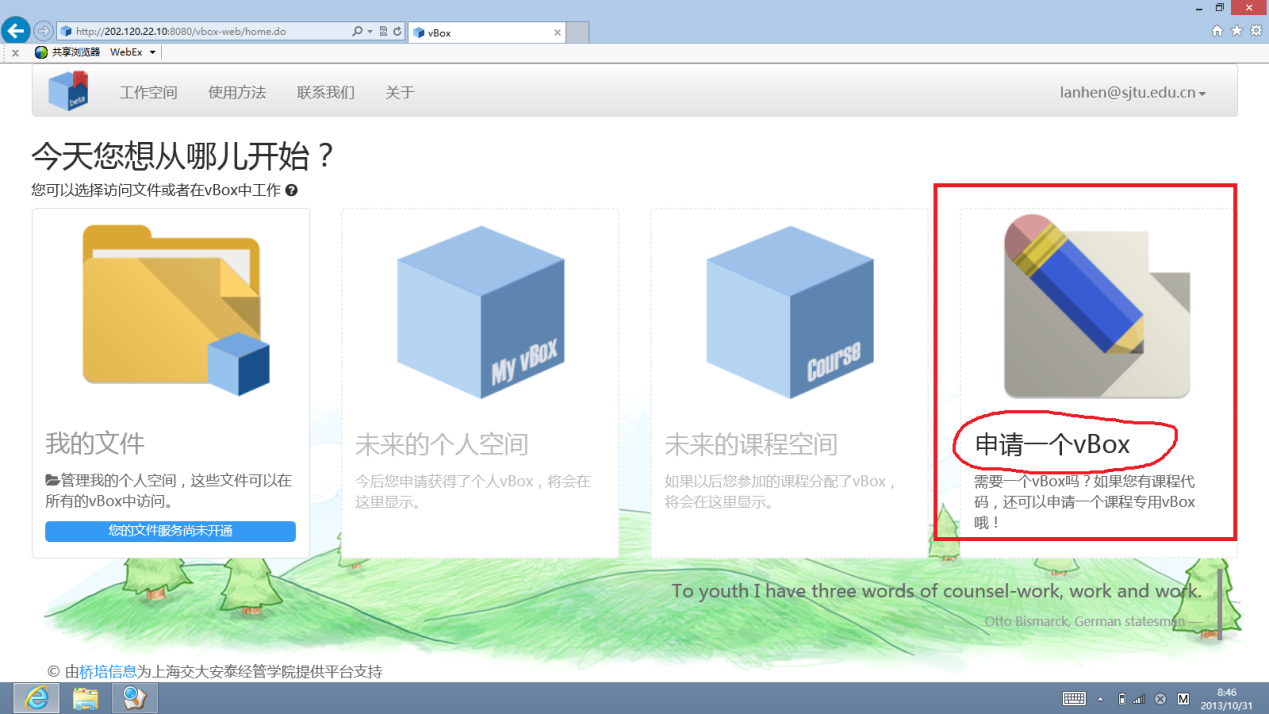 http://202.120.22.10:8080/vbox-web/home.do
vBox
共享浏览器 WebEx
beta
工作空间 使用方法 联系我们 关于
lanhen@sjtu.edu.cn
今天您想从哪儿开始？
您可以选择访问文件或者在vBox中工作
我的文件
管理我的个人空间，这些文件可以在
所有的vBox中访问。
您的文件服务尚未开通
My vBox
未来的个人空间
今后您申请获得了个人vBox，将会在
这里显示。
Course
未来的课程空间
如果以后您参加的课程分配了vBox，
将会在这里显示。
申请一个vBox
需要一个vBox吗？如果您有课程代
码，还可以申请一个课程专用vBox
哦！
To youth I have three words of counsel-work, work and work.
Otto Bismarck, German statesman —
© 由桥培信息为上海交大安泰经管学院提供平台支持
M
8:46
2013/10/31